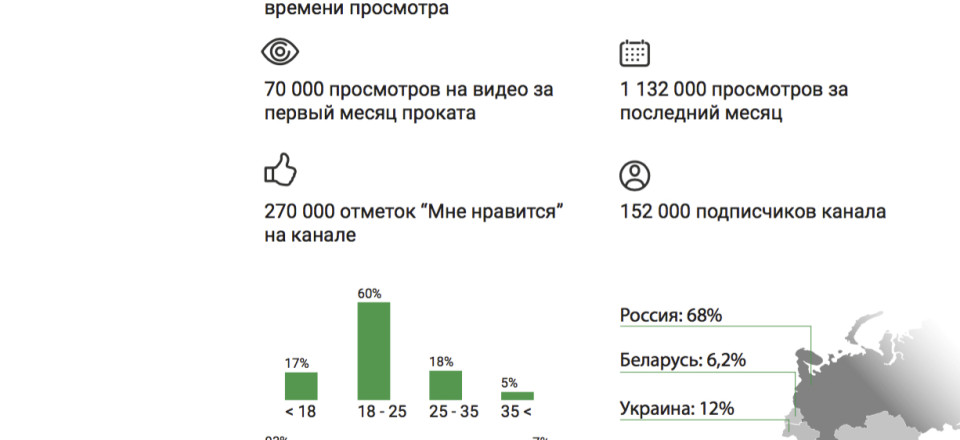 времени просмотра
70 000 просмотров на видео за
первый месяц проката
1 132 000 просмотров за
последний месяц
270 000 отметок “Мне нравится”
на канале
152 000 подписчиков канала
60%
17%
18%
5%
< 18
18 - 25
25 - 35
35 <
Россия: 68%
Беларусь: 6,2%
Украина: 12%